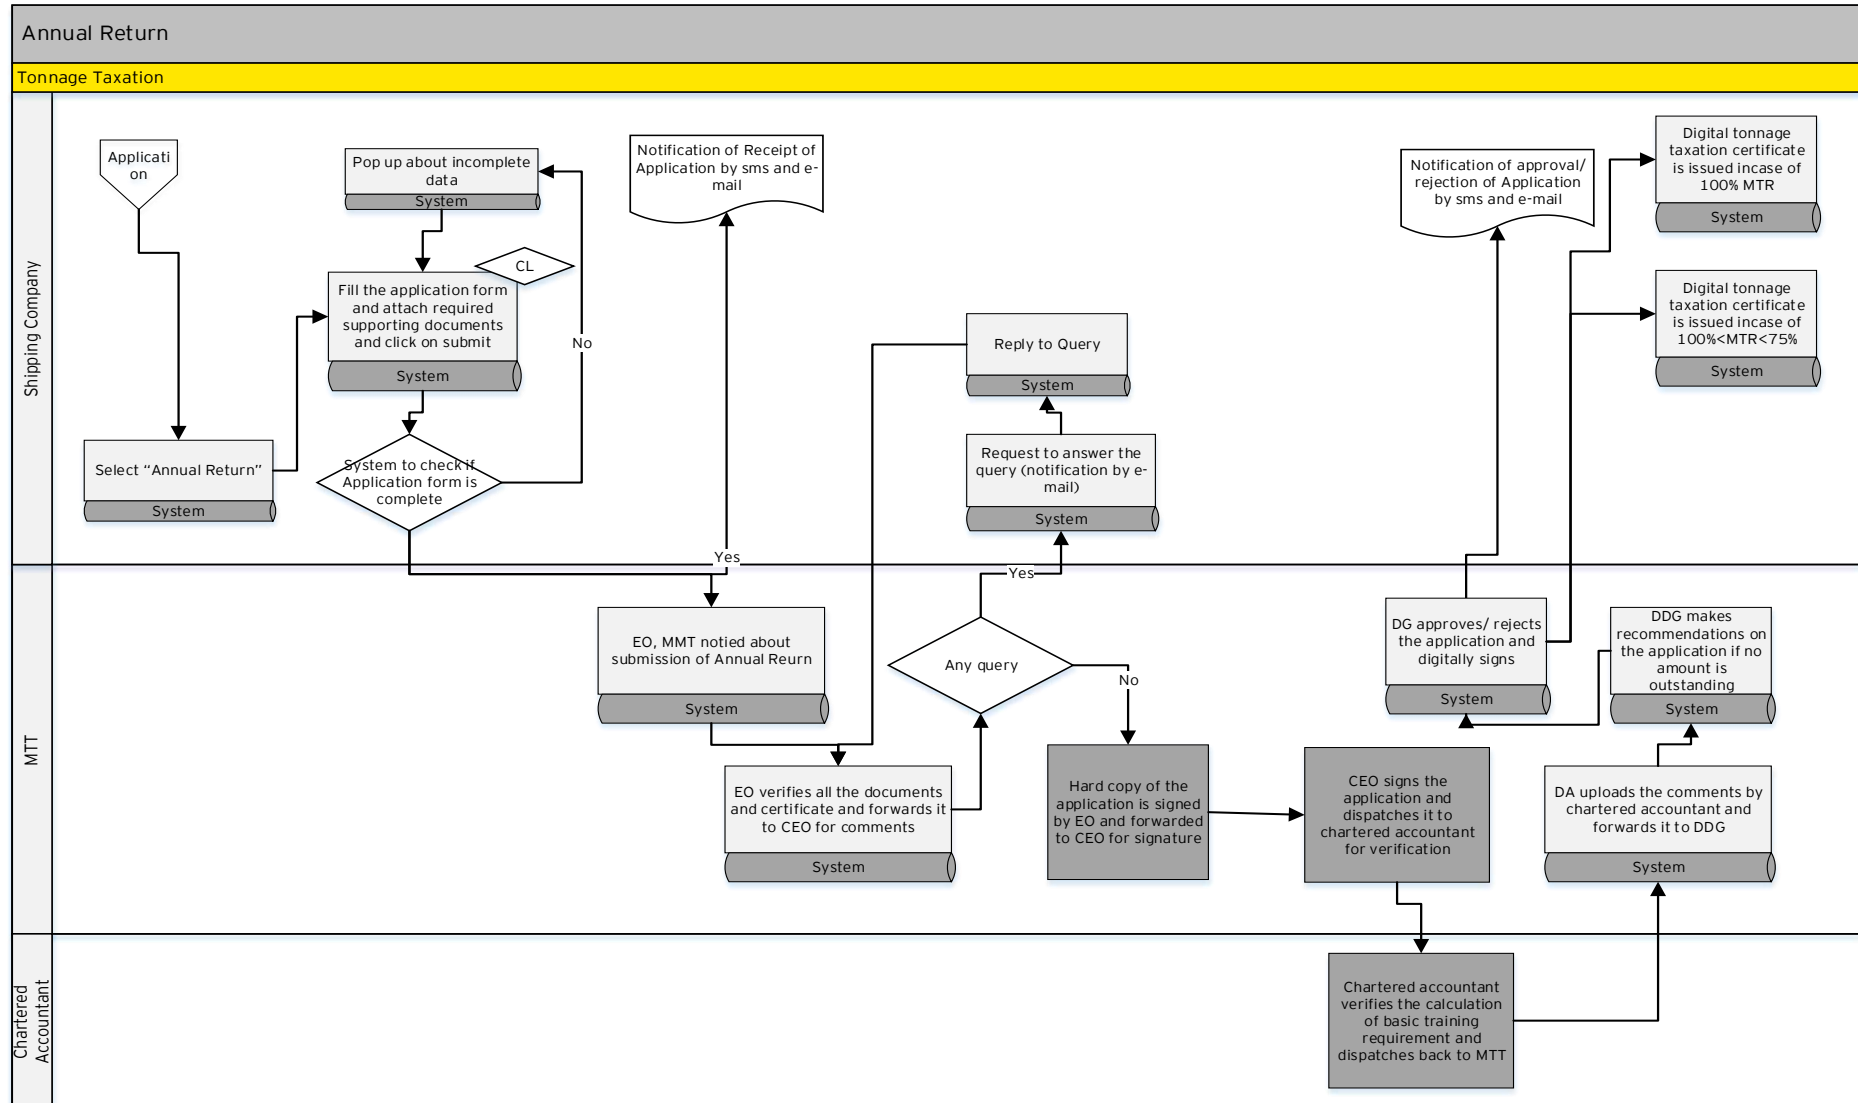 Annual Return
Tonnage Taxation
Shipping Company
Applicati
on
Pop up about incomplete
data
System
CL
Fill the application form
and attach required
supporting documents
and click on submit
System
No
Select “Annual Return”
System
System to check if
Application form is
complete
Notification of Receipt of
Application by sms and e-
mail
Yes
Reply to Query
System
Request to answer the
query (notification by e-
mail)
System
Notification of approval/
rejection of Application
by sms and e-mail
Digital tonnage
taxation certificate
is issued incase of
100% MTR
System
Digital tonnage
taxation certificate
is issued incase of
100%<MTR<75%
System
MTT
EO, MMT notied about
submission of Annual Reurn
System
EO verifies all the documents
and certificate and forwards it
to CEO for comments
System
Any query
Yes
No
Hard copy of the
application is signed
by EO and forwarded
to CEO for signature
CEO signs the
application and
dispatches it to
chartered accountant
for verification
DG approves/ rejects
the application and
digitally signs
System
DDG makes
recommendations on
the application if no
amount is
outstanding
System
DA uploads the comments by
chartered accountant and
forwards it to DDG
System
Chartered
Accountant
Chartered accountant
verifies the calculation
of basic training
requirement and
dispatches back to MTT